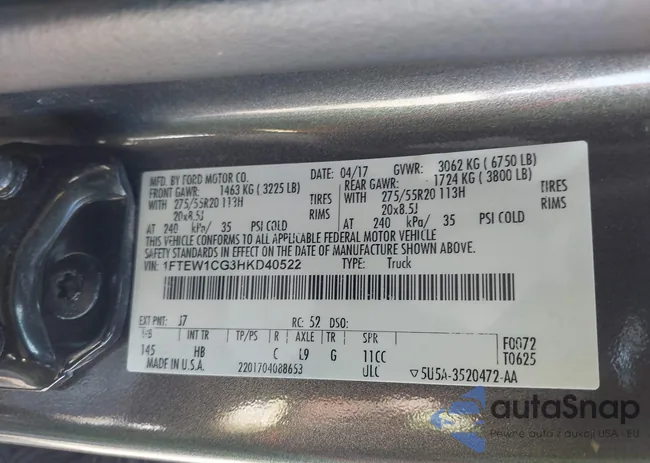 MFD. BY FORD MOTOR CO. DATE: 04/17 GVWR: 3062 KG ( 6750 LB)
FRONT GAWR: 1463 KG ( 3225 LB) REAR GAWR: 1724 KG ( 3800 LB)
WITH 275/55R20 113H TIRES WITH 275/55R20 113H TIRES
20x8.5J RIMS 20x8.5J RIMS
AT 240 kPa/ 35 PSI COLD AT 240 kPa/ 35 PSI COLD
THIS VEHICLE CONFORMS TO ALL APPLICABLE FEDERAL MOTOR VEHICLE
SAFETY STANDARDS IN EFFECT ON THE DATE OF MANUFACTURE SHOWN ABOVE.
VIN: 1FTEW1CG3HKD40522 TYPE: Truck
EXT PNT: J7 RC: 52 DSO: F0072
WB INT TR TP/PS R AXLE TR SPR T0625
145 HB C L9 G 11CC
MADE IN U.S.A. 2201704088653 ULC ▽5U5A-3520472-AA
autaSnap
Pewne auto z aukcji USA - EU